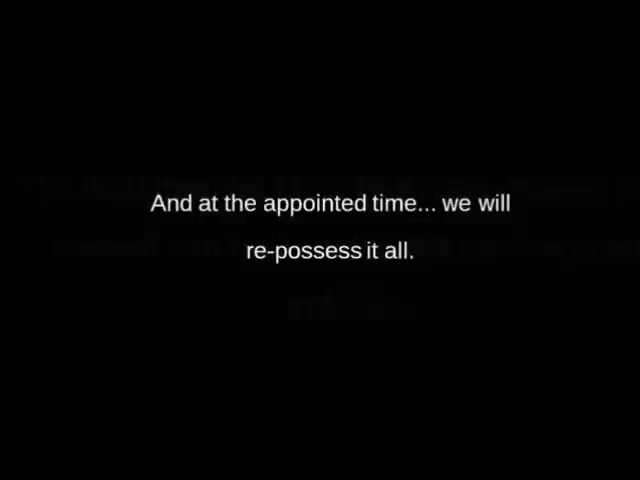 And at the appointed time... we will
re-possess it all.